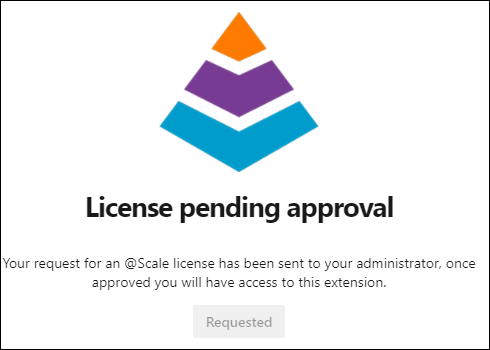 License pending approval
Your request for an @Scale license has been sent to your administrator, once
approved you will have access to this extension.
Requested